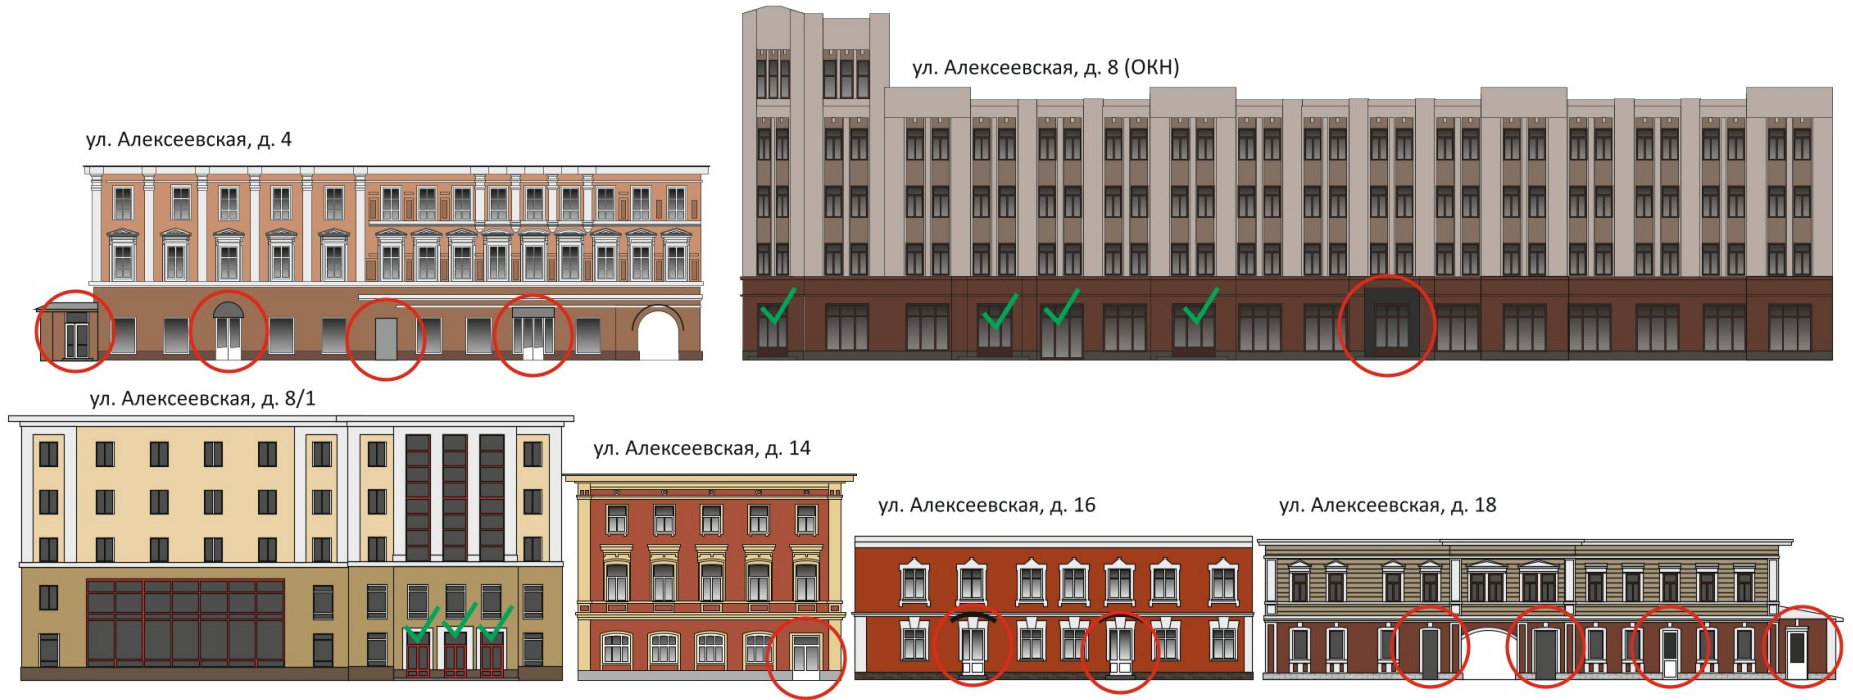 ул. Алексеевская, д. 4
ул. Алексеевская, д. 8 (ОКН)
ул. Алексеевская, д. 8/1
ул. Алексеевская, д. 14
ул. Алексеевская, д. 16
ул. Алексеевская, д. 18